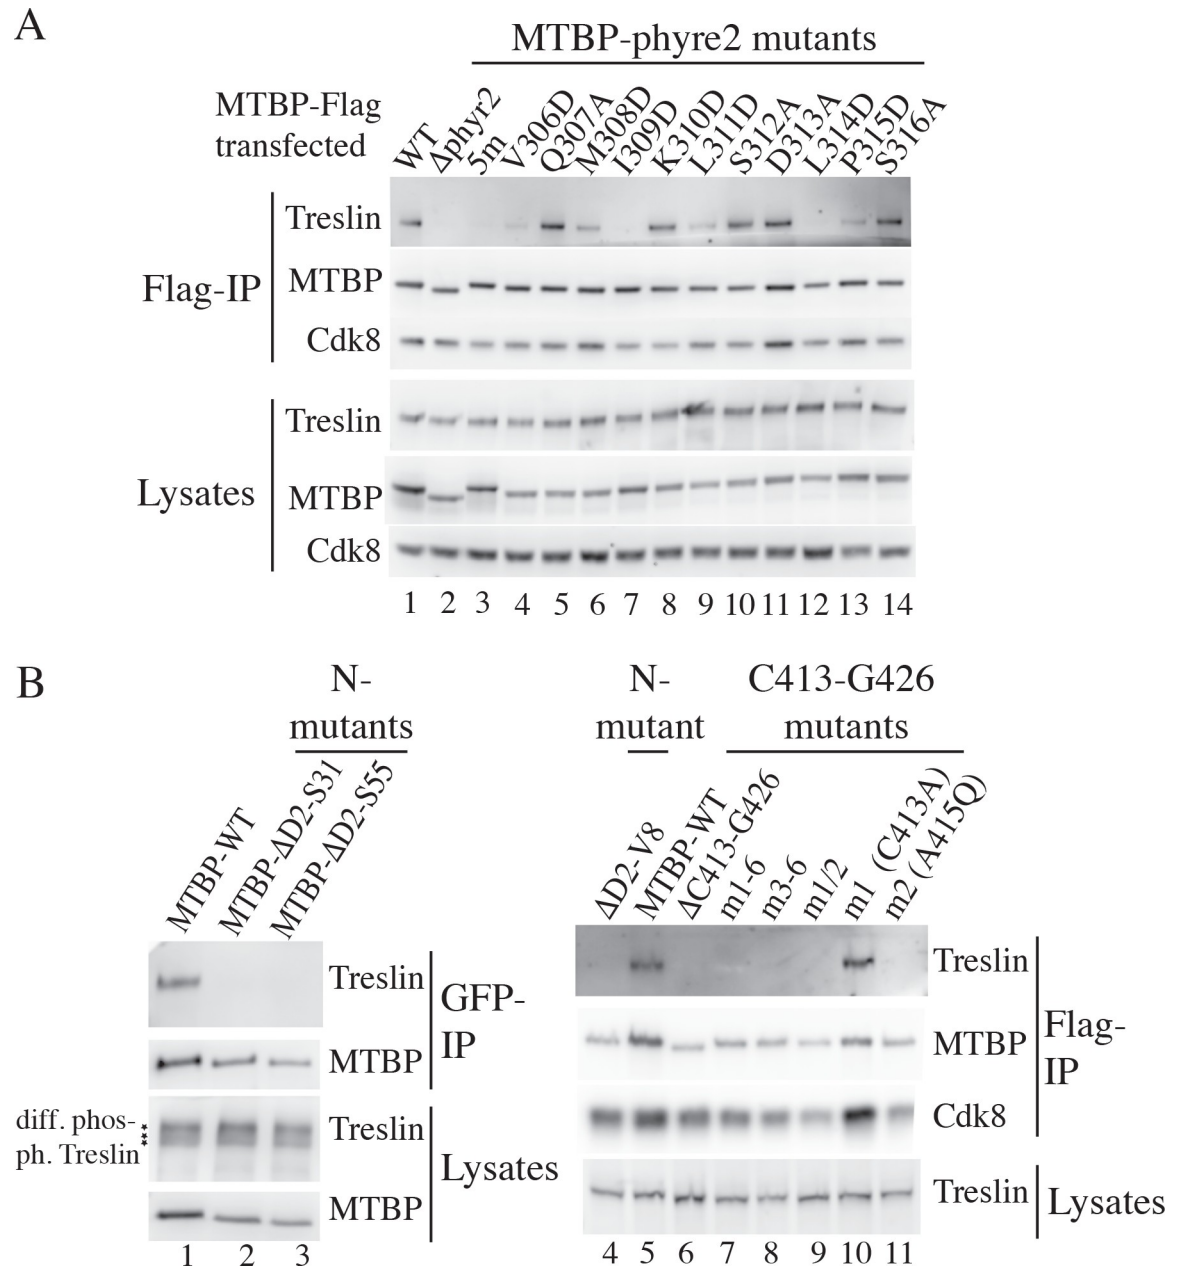 A
MTBP-phyre2 mutants
MTBP-Flag
transfected
WT
Δphyr2
5m
V306D
Q307A
M308D
I309D
K310D
L311D
S312A
D313A
L314D
P315D
S316A
Flag-IP
Treslin
MTBP
Cdk8
Lysates
Treslin
MTBP
Cdk8
1 2 3 4 5 6 7 8 9 10 11 12 13 14
B
N-
mutants
MTBP-WT
MTBP-ΔD2-S31
MTBP-ΔD2-S55
Treslin
MTBP
GFP-
IP
diff. phos-
ph. Treslin
Treslin
MTBP
Lysates
1 2 3
N-
mutant
C413-G426
mutants
ΔD2-V8
MTBP-WT
ΔC413-G426
m1-6
m3-6
m1/2
m1 (C413A)
m2 (A415Q)
Treslin
MTBP
Cdk8
Flag-
IP
Treslin
Lysates
4 5 6 7 8 9 10 11